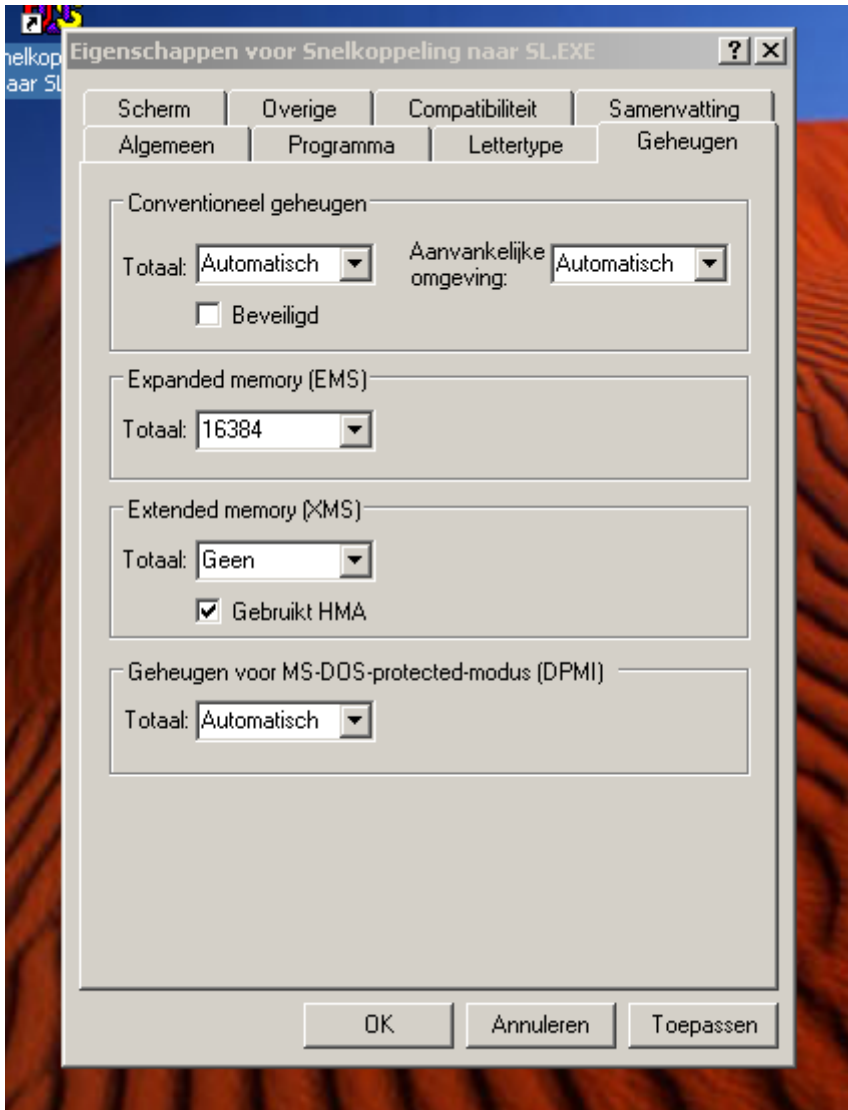 nelkop
aar SL
Eigenschappen voor Snelkoppeling naar SL.EXE
Scherm Overige Compatibiliteit Samenvatting
Algemeen Programma Lettertype Geheugen
Conventioneel geheugen
Totaal: Automatisch Aanvankelijke omgeving: Automatisch
Beveiligd
Expanded memory (EMS)
Totaal: 16384
Extended memory (XMS)
Totaal: Geen
Gebruikt HMA
Geheugen voor MS-DOS-protected-modus (DPMI)
Totaal: Automatisch
OK Annuleren Toepassen